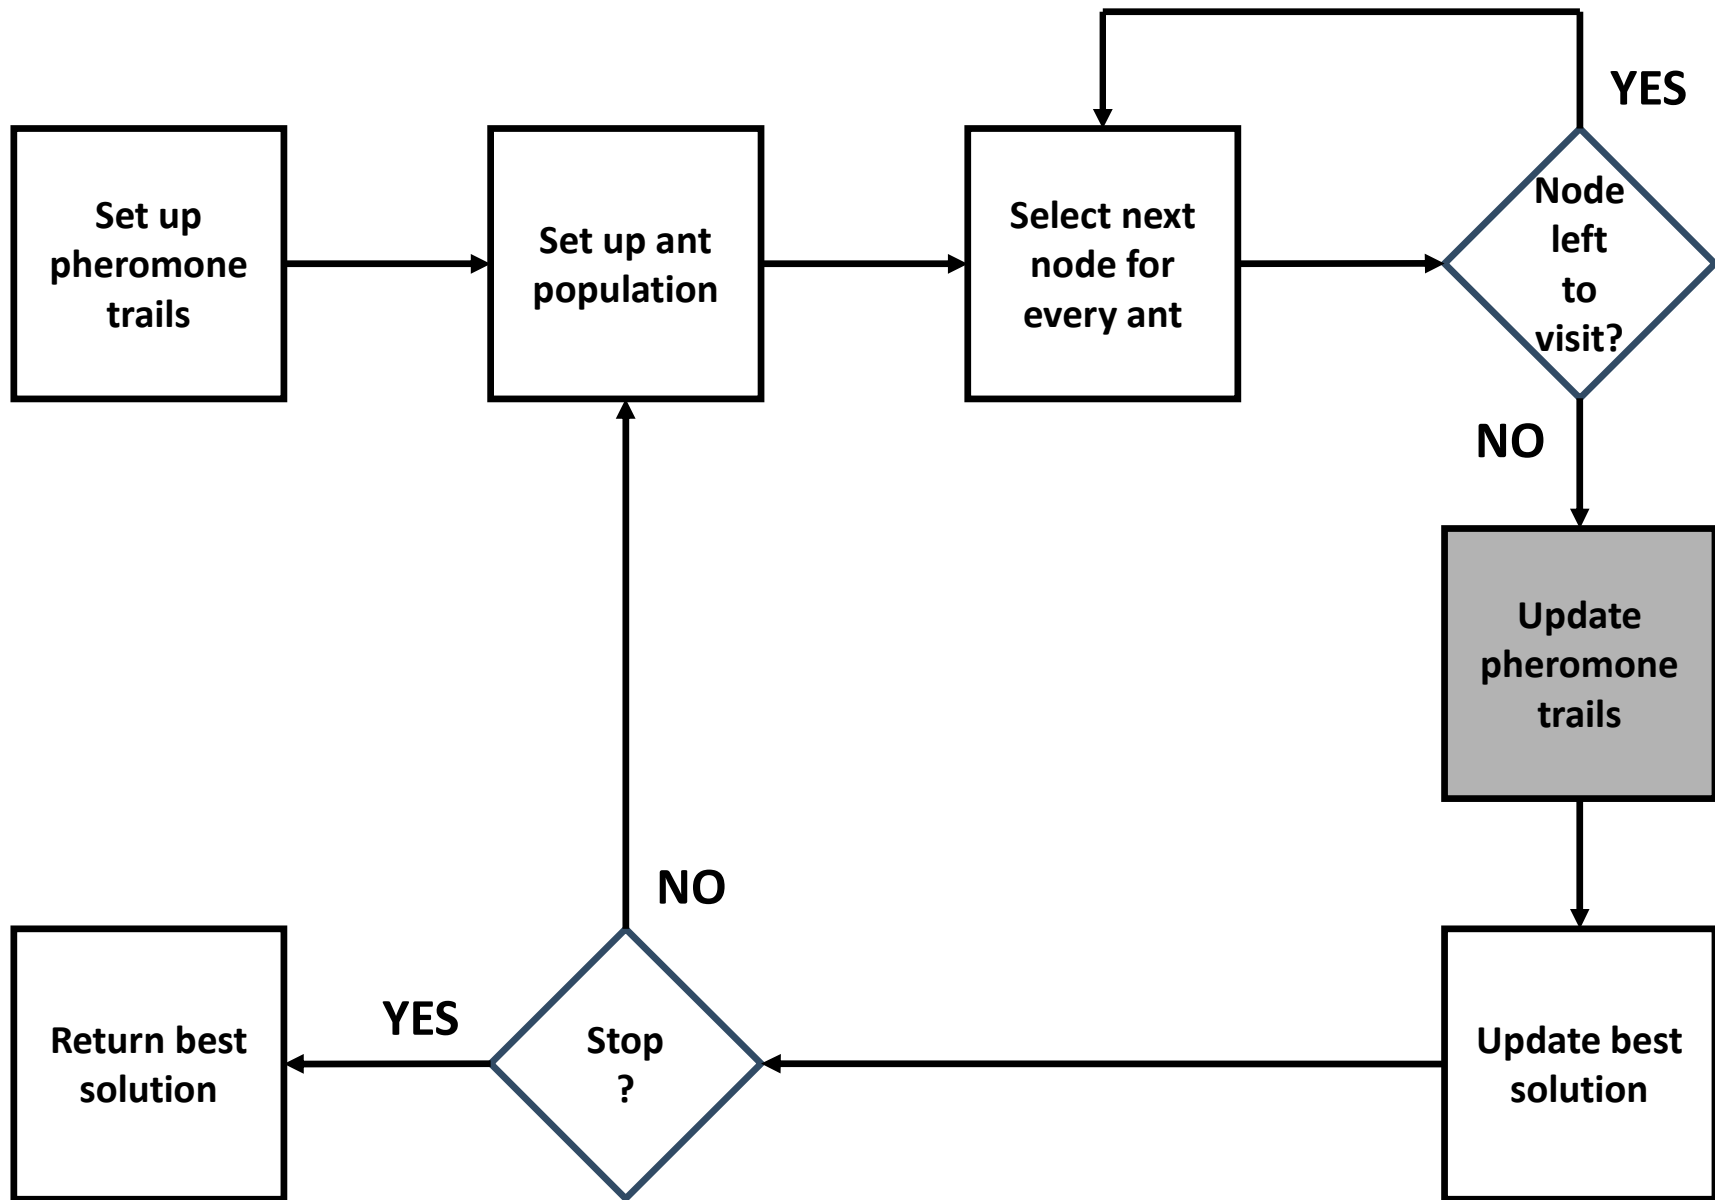 YES
Set up
pheromone
trails
Set up ant
population
Select next
node for
every ant
Node
left
to
visit?
NO
Update
pheromone
trails
NO
Return best
solution
YES
Stop
?
Update best
solution